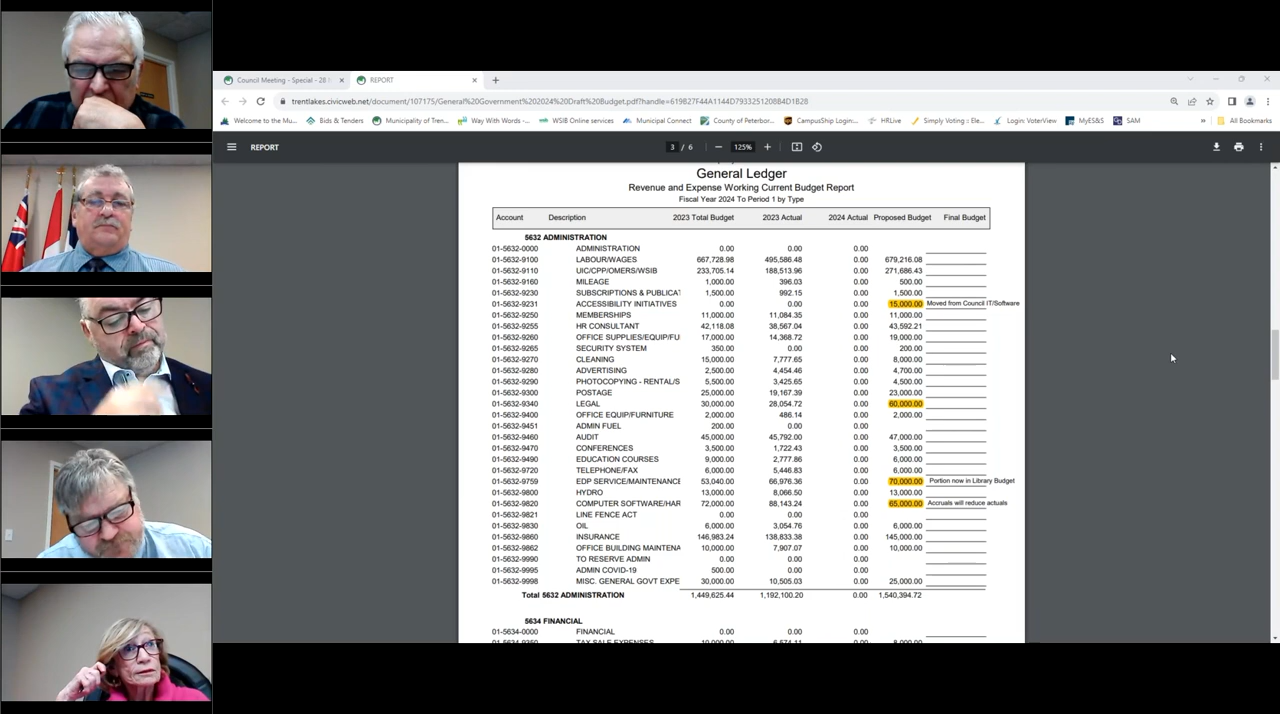 Council Meeting - Special - 28
REPORT
trentlakes.civicweb.net/document/107175/General%20Government%202024%20Draft%20Budget.pdf?handle=619B27F44A1144D7933251208B4D1B28
Welcome to the Mu... Bids & Tenders Municipality of Tren... Way With Words -... WSIB Online services Municipal Connect County of Peterbor... CampusShip Login... HRLive Simply Voting :: Ele... Login: VoterView MyES&S SAM » All Bookmarks
REPORT 3 / 6 125%
General Ledger
Revenue and Expense Working Current Budget Report
Fiscal Year 2024 To Period 1 by Type
Account Description 2023 Total Budget 2023 Actual 2024 Actual Proposed Budget Final Budget
5632 ADMINISTRATION
01-5632-0000 ADMINISTRATION 0.00 0.00 0.00
01-5632-9100 LABOUR/WAGES 667,728.98 495,586.48 0.00 679,216.08
01-5632-9110 UIC/CPP/OMERS/WSIB 233,705.14 188,513.96 0.00 271,686.43
01-5632-9160 MILEAGE 1,000.00 396.03 0.00 500.00
01-5632-9230 SUBSCRIPTIONS & PUBLICAT 1,500.00 992.15 0.00 1,500.00
01-5632-9231 ACCESSIBILITY INITIATIVES 0.00 0.00 0.00 15,000.00 Moved from Council IT/Software
01-5632-9250 MEMBERSHIPS 11,000.00 11,084.35 0.00 11,000.00
01-5632-9255 HR CONSULTANT 42,118.08 38,567.04 0.00 43,592.21
01-5632-9260 OFFICE SUPPLIES/EQUIP/FU 17,000.00 14,368.72 0.00 19,000.00
01-5632-9265 SECURITY SYSTEM 350.00 0.00 0.00 200.00
01-5632-9270 CLEANING 15,000.00 7,777.65 0.00 8,000.00
01-5632-9280 ADVERTISING 2,500.00 4,454.46 0.00 4,700.00
01-5632-9290 PHOTOCOPYING - RENTAL/S 5,500.00 3,425.65 0.00 4,500.00
01-5632-9300 POSTAGE 25,000.00 19,167.39 0.00 23,000.00
01-5632-9340 LEGAL 30,000.00 28,054.72 0.00 60,000.00
01-5632-9400 OFFICE EQUIP/FURNITURE 2,000.00 486.14 0.00 2,000.00
01-5632-9451 ADMIN FUEL 200.00 0.00 0.00
01-5632-9460 AUDIT 45,000.00 45,792.00 0.00 47,000.00
01-5632-9470 CONFERENCES 3,500.00 1,722.43 0.00 3,500.00
01-5632-9490 EDUCATION COURSES 9,000.00 2,777.86 0.00 6,000.00
01-5632-9720 TELEPHONE/FAX 6,000.00 5,446.83 0.00 6,000.00
01-5632-9759 EDP SERVICE/MAINTENANCE 53,040.00 66,976.36 0.00 70,000.00 Portion now in Library Budget
01-5632-9800 HYDRO 13,000.00 8,066.50 0.00 13,000.00
01-5632-9820 COMPUTER SOFTWARE/HAR 72,000.00 88,143.24 0.00 65,000.00 Accruals will reduce actuals
01-5632-9821 LINE FENCE ACT 0.00 0.00 0.00
01-5632-9830 OIL 6,000.00 3,054.76 0.00 6,000.00
01-5632-9860 INSURANCE 146,983.24 138,833.38 0.00 145,000.00
01-5632-9862 OFFICE BUILDING MAINTENA 10,000.00 7,907.07 0.00 10,000.00
01-5632-9990 TO RESERVE ADMIN 0.00 0.00 0.00
01-5632-9995 ADMIN COVID-19 500.00 0.00 0.00
01-5632-9998 MISC. GENERAL GOVT EXPE 30,000.00 10,505.03 0.00 25,000.00
Total 5632 ADMINISTRATION 1,449,625.44 1,192,100.20 0.00 1,540,394.72
5634 FINANCIAL
01-5634-0000 FINANCIAL 0.00 0.00 0.00